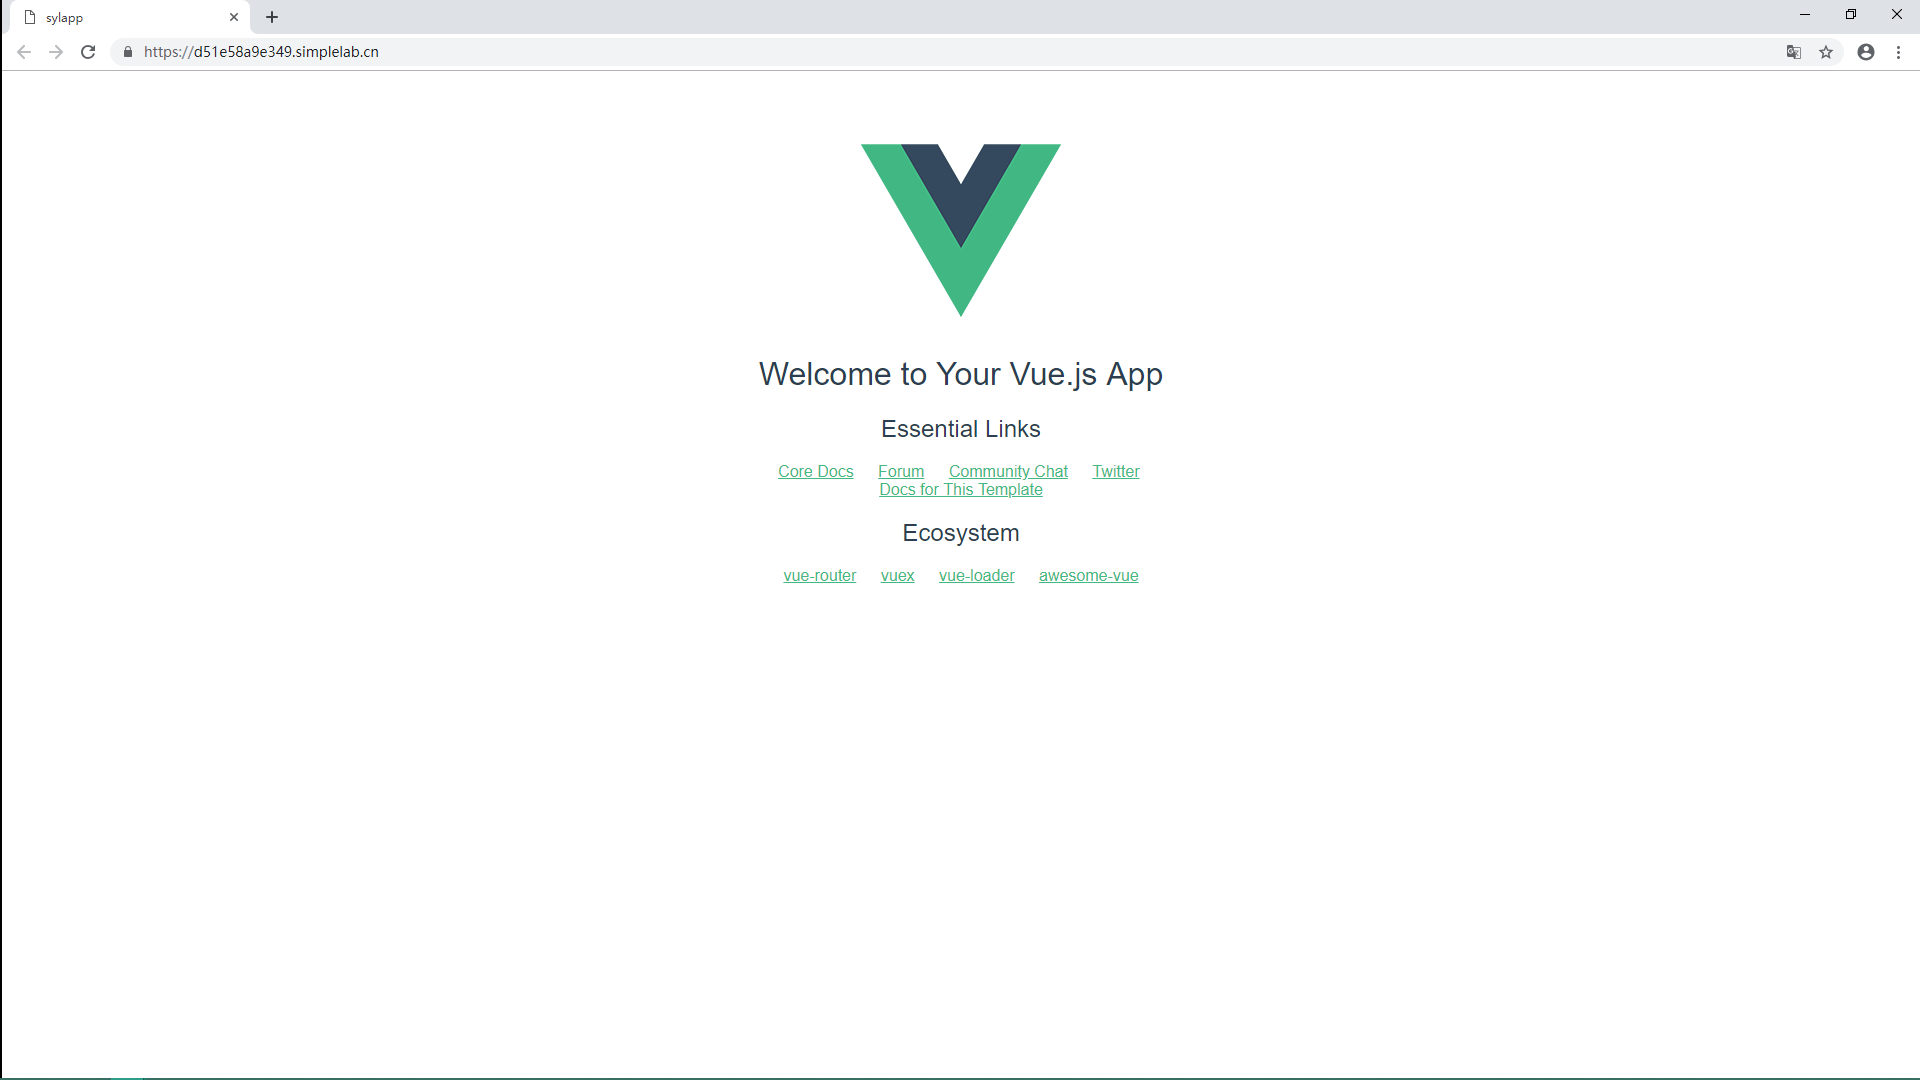 sylapp
https://d51e58a9e349.simplelab.cn
Welcome to Your Vue.js App
Essential Links
Core Docs Forum Community Chat Twitter
Docs for This Template
Ecosystem
vue-router vuex vue-loader awesome-vue